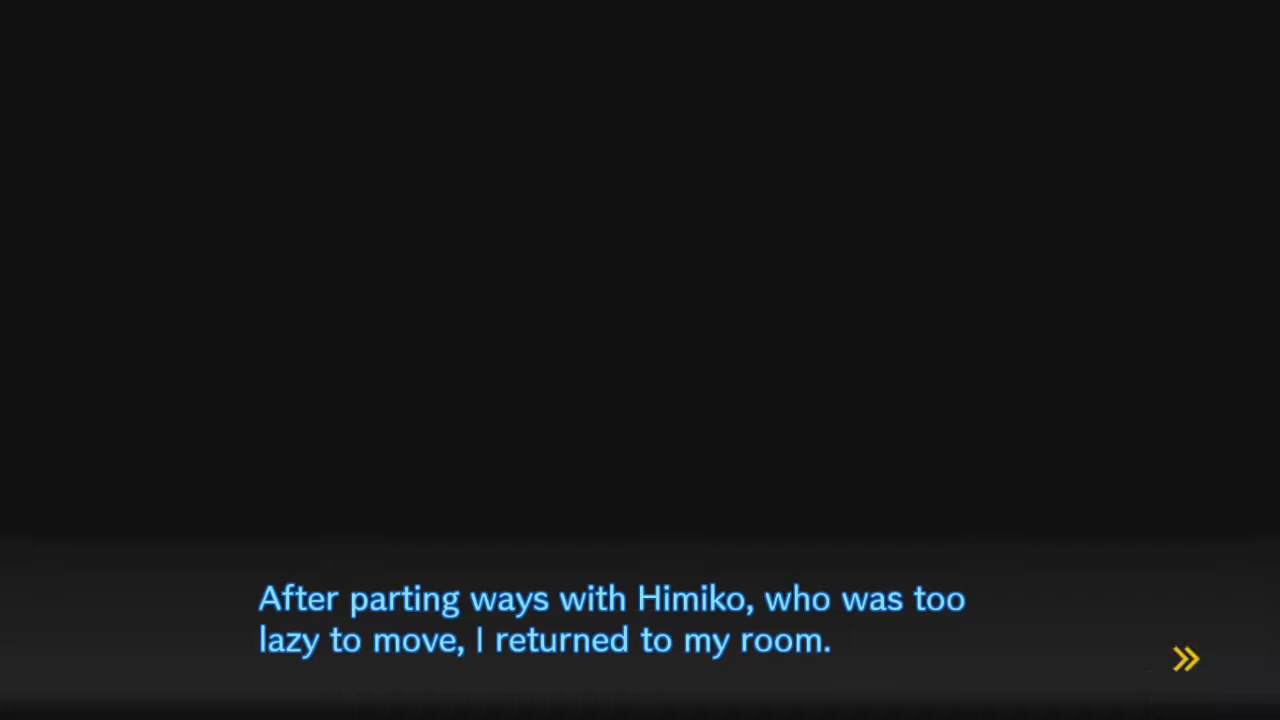 After parting ways with Himiko, who was too
lazy to move, I returned to my room.